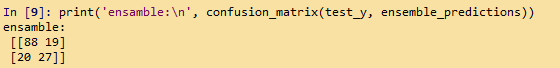 In [9]: print('ensamble:\n', confusion_matrix(test_y, ensemble_predictions))
ensamble:
 [[88 19]
 [20 27]]